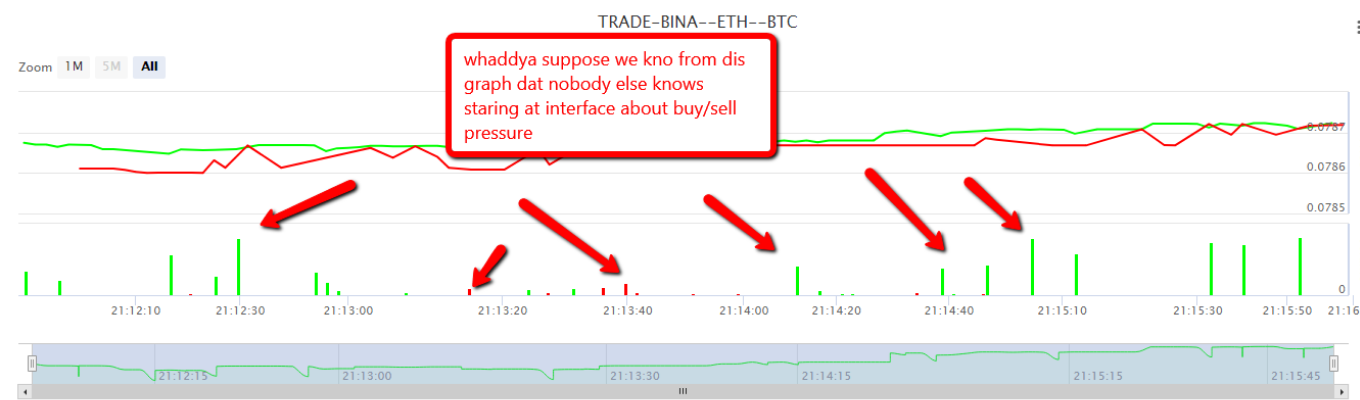 TRADE-BINA--ETH--BTC
Zoom 1M 5M All
whaddya suppose we kno from dis
graph dat nobody else knows
staring at interface about buy/sell
pressure
0.0787
0.0786
0.0785
0
21:12:10 21:12:30 21:13:00 21:13:20 21:13:40 21:14:00 21:14:20 21:14:40 21:15:10 21:15:30 21:15:50 21:16
21:12:15 21:13:00 21:13:30 21:14:15 21:15:15 21:15:45